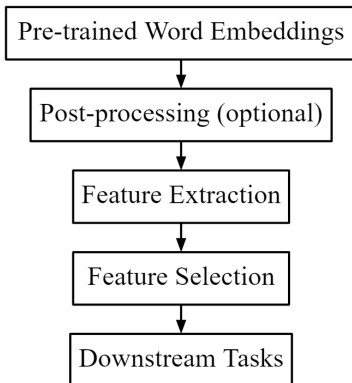 Pre-trained Word Embeddings
Post-processing (optional)
Feature Extraction
Feature Selection
Downstream Tasks